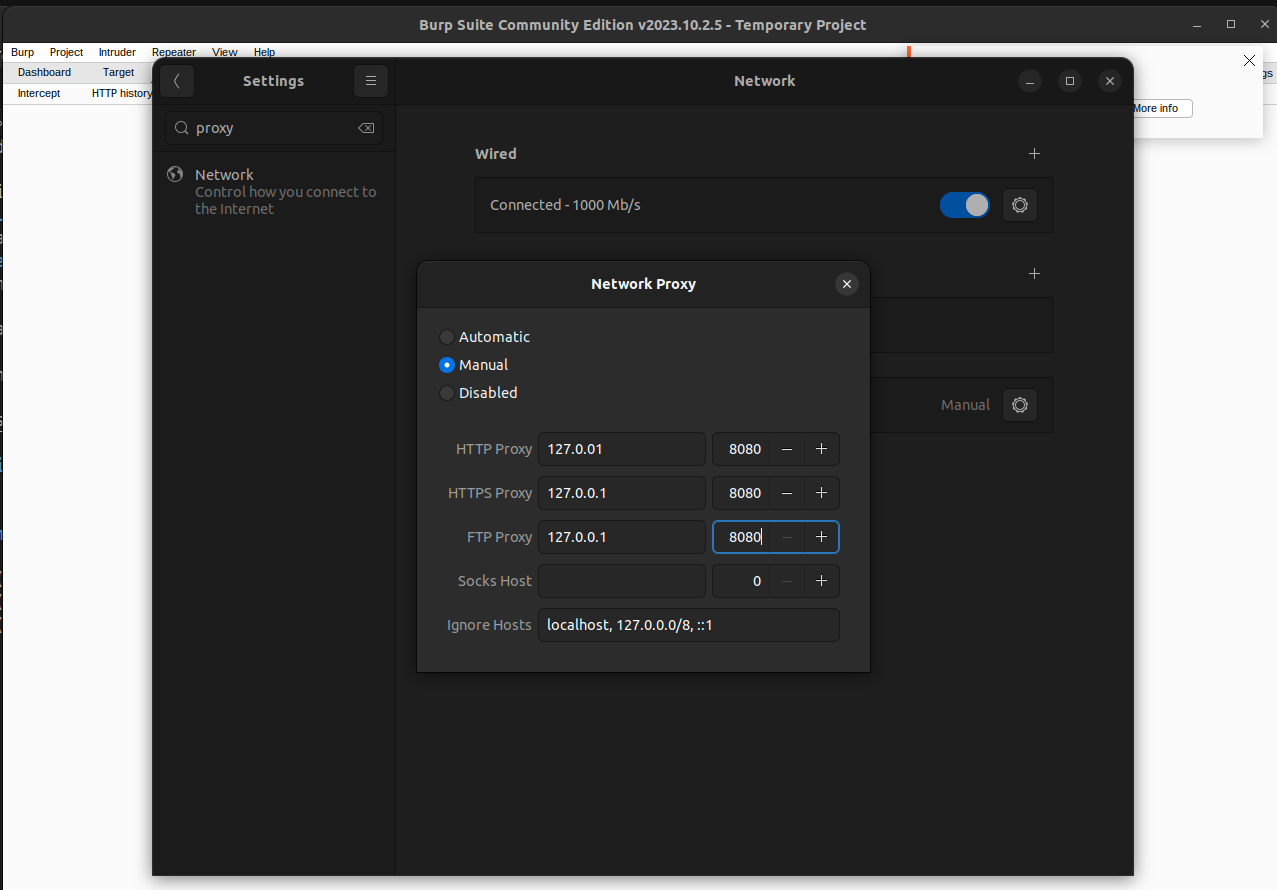 Burp Suite Community Edition v2023.10.2.5 - Temporary Project
Burp Project Intruder Repeater View Help
Dashboard Target
gs
Intercept HTTP history
More info
Settings
Network
proxy
Network
Control how you connect to
the Internet
Wired
Connected - 1000 Mb/s
Manual
Network Proxy
Automatic
Manual
Disabled
HTTP Proxy 127.0.01 8080
HTTPS Proxy 127.0.0.1 8080
FTP Proxy 127.0.0.1 8080
Socks Host 0
Ignore Hosts localhost, 127.0.0.0/8, ::1